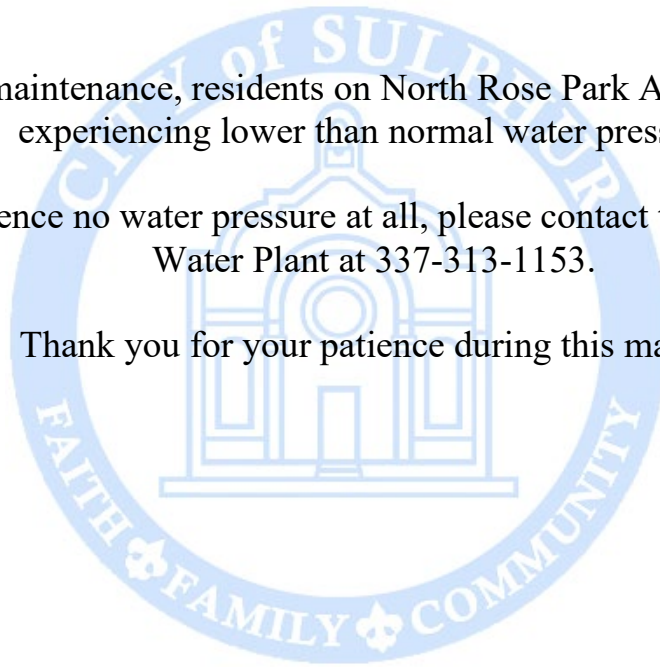 CITY of SULPHUR
maintenance, residents on North Rose Park A
experiencing lower than normal water press
ence no water pressure at all, please contact
Water Plant at 337-313-1153.
Thank you for your patience during this ma
FAITH FAMILY COMMUNITY